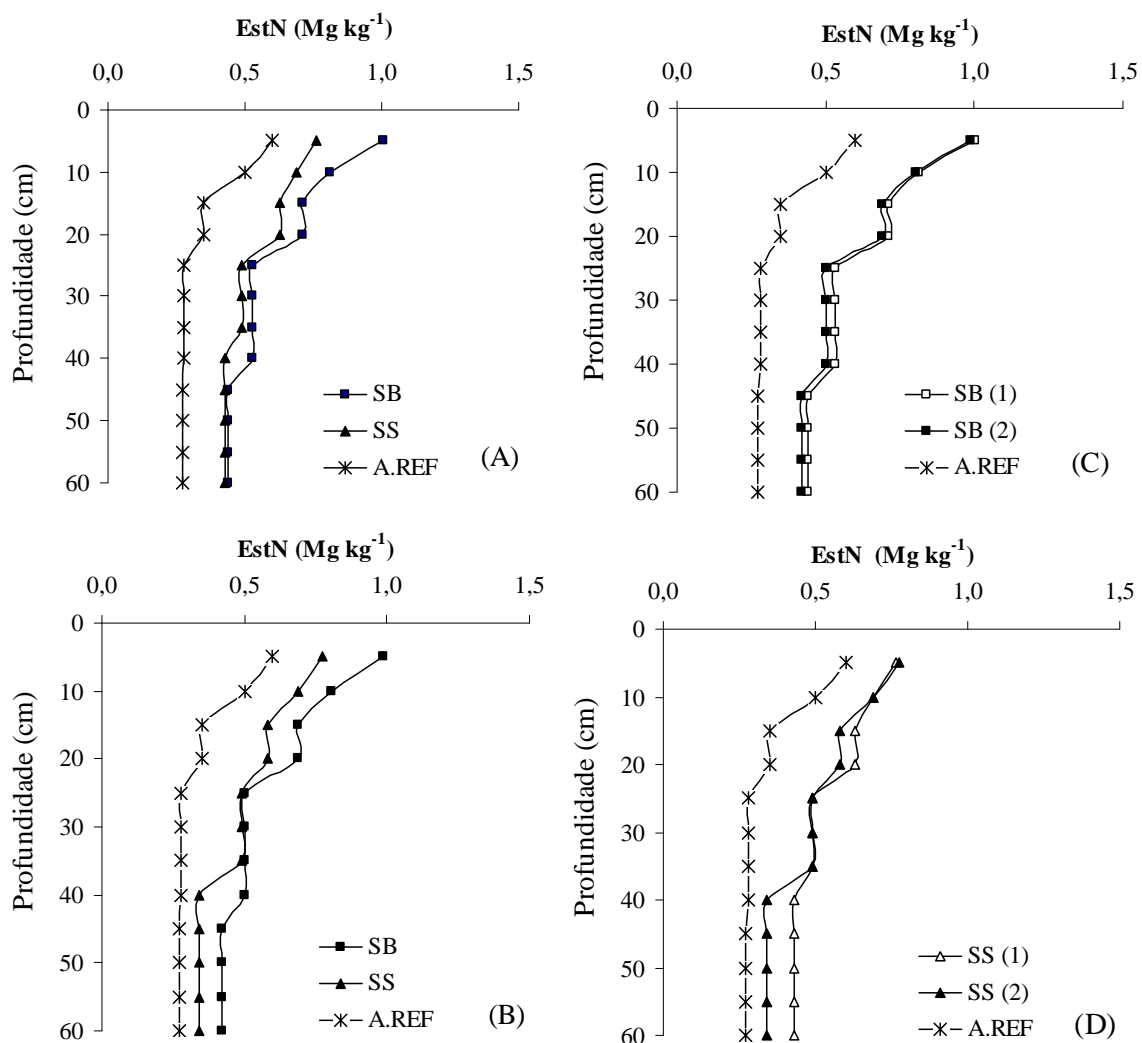 EstN (Mg kg-1)
0,0 0,5 1,0 1,5
0
10
20
30
40
50
60
Profundidade (cm)
SB
SS
A.REF
(A)
EstN (Mg kg-1)
0,0 0,5 1,0 1,5
0
10
20
30
40
50
60
Profundidade (cm)
SB (1)
SB (2)
A.REF
(C)
EstN (Mg kg-1)
0,0 0,5 1,0 1,5
0
10
20
30
40
50
60
Profundidade (cm)
SB
SS
A.REF
(B)
EstN (Mg kg-1)
0,0 0,5 1,0 1,5
0
10
20
30
40
50
60
Profundidade (cm)
SS (1)
SS (2)
A.REF
(D)